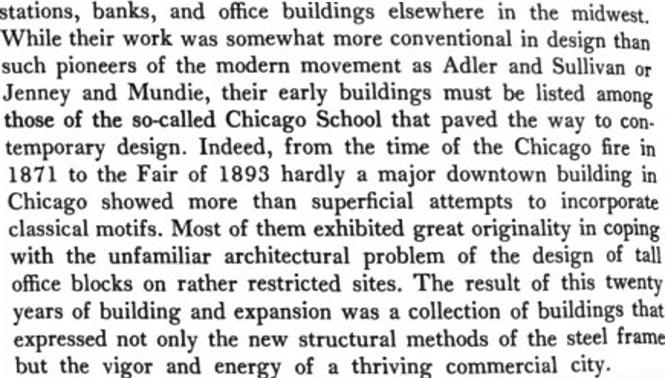 stations, banks, and office buildings elsewhere in the midwest.
While their work was somewhat more conventional in design than
such pioneers of the modern movement as Adler and Sullivan or
Jenney and Mundie, their early buildings must be listed among
those of the so-called Chicago School that paved the way to con-
temporary design. Indeed, from the time of the Chicago fire in
1871 to the Fair of 1893 hardly a major downtown building in
Chicago showed more than superficial attempts to incorporate
classical motifs. Most of them exhibited great originality in coping
with the unfamiliar architectural problem of the design of tall
office blocks on rather restricted sites. The result of this twenty
years of building and expansion was a collection of buildings that
expressed not only the new structural methods of the steel frame
but the vigor and energy of a thriving commercial city.